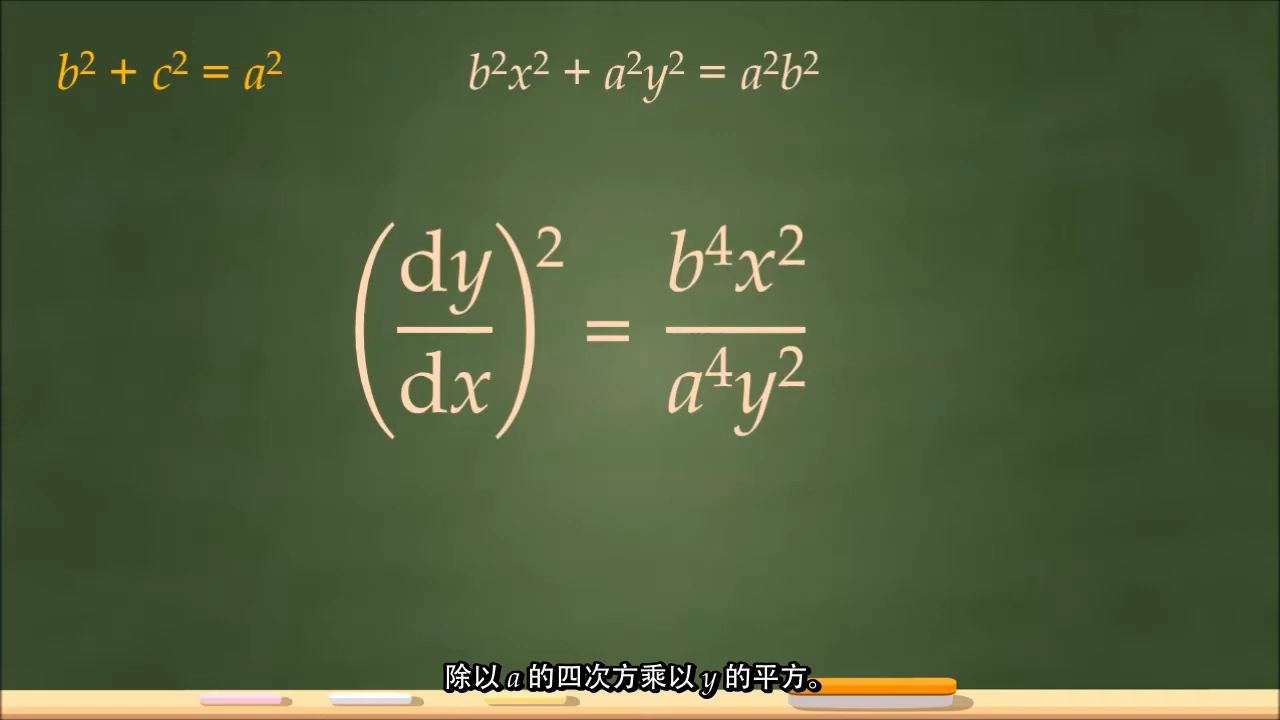 b² + c² = a²
b²x² + a²y² = a²b²
(dy/dx)² = b⁴x²/a⁴y²
除以 a 的四次方乘以 y 的平方。